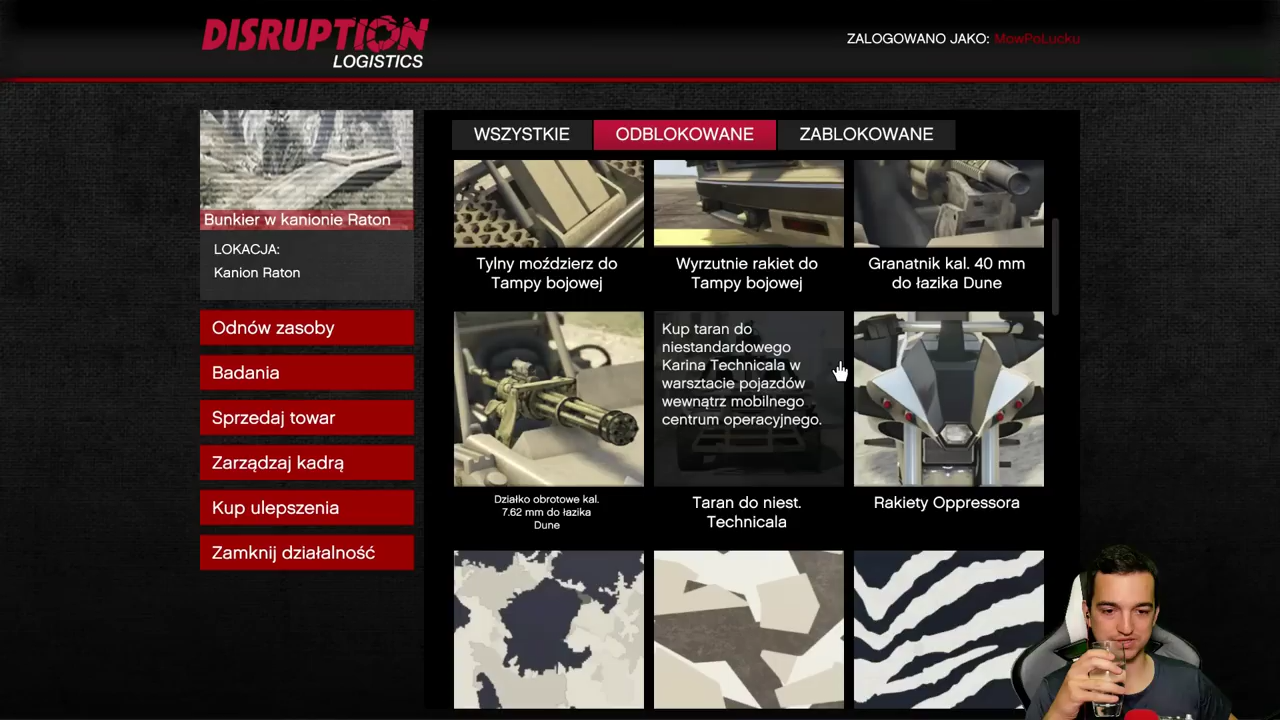 DISRUPTION
LOGISTICS
ZALOGOWANO JAKO: MowPoLucku
Bunkier w kanionie Raton
LOKACJA:
Kanion Raton
Odnów zasoby
Badania
Sprzedaj towar
Zarządzaj kadrą
Kup ulepszenia
Zamknij działalność
WSZYSTKIE
ODBLOKOWANE
ZABLOKOWANE
Tylny moździerz do
Tampy bojowej
Wyrzutnie rakiet do
Tampy bojowej
Granatnik kal. 40 mm
do łazika Dune
Działko obrotowe kal.
7.62 mm do łazika
Dune
Kup taran do
niestandardowego
Karina Technicala w
warsztacie pojazdów
wewnątrz mobilnego
centrum operacyjnego.
Taran do niest.
Technicala
Rakiety Oppressora